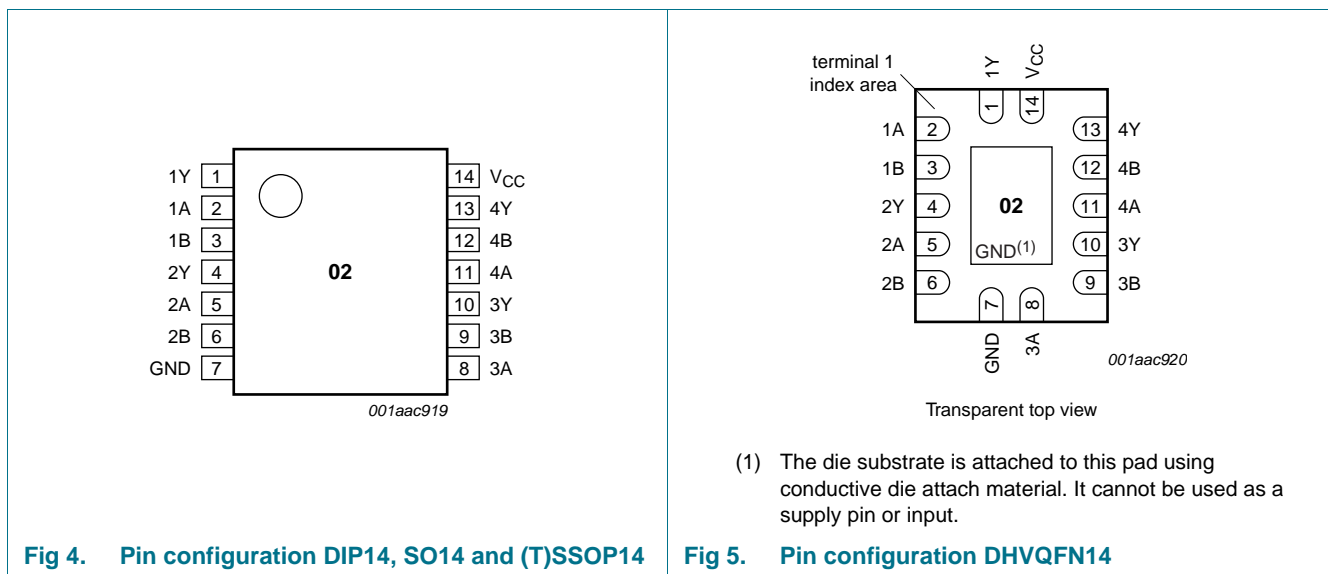 1Y 1
1A 2
1B 3
2Y 4
2A 5
2B 6
GND 7
02
14 VCC
13 4Y
12 4B
11 4A
10 3Y
9 3B
8 3A
001aac919
Fig 4. Pin configuration DIP14, SO14 and (T)SSOP14
terminal 1
index area
1Y
VCC
1
14
1A 2
1B 3
2Y 4
2A 5
2B 6
02
GND(1)
13 4Y
12 4B
11 4A
10 3Y
9 3B
7
8
GND
3A
001aac920
Transparent top view
(1) The die substrate is attached to this pad using
conductive die attach material. It cannot be used as a
supply pin or input.
Fig 5. Pin configuration DHVQFN14